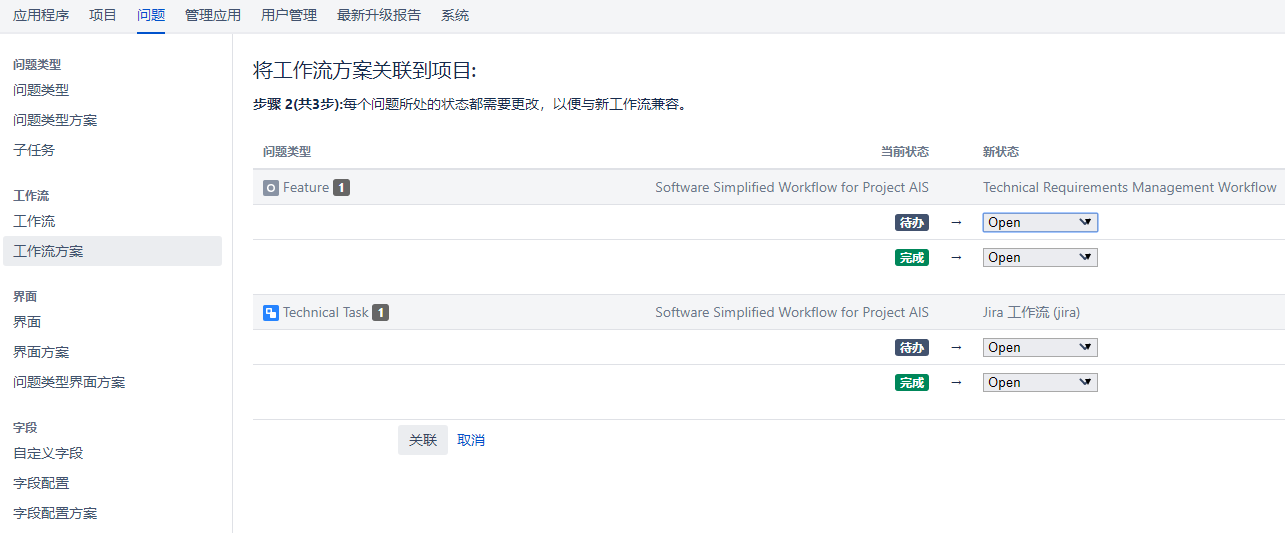 应用程序 项目 问题 管理应用 用户管理 最新升级报告 系统
问题类型
问题类型
问题类型方案
子任务
工作流
工作流
工作流方案
界面
界面
界面方案
问题类型界面方案
字段
自定义字段
字段配置
字段配置方案
将工作流方案关联到项目:
步骤 2(共3步):每个问题所处的状态都需要更改，以便与新工作流兼容。
问题类型 当前状态 新状态
Feature 1 Software Simplified Workflow for Project AIS Technical Requirements Management Workflow
待办 → Open
完成 → Open
Technical Task 1 Software Simplified Workflow for Project AIS Jira 工作流 (jira)
待办 → Open
完成 → Open
关联 取消